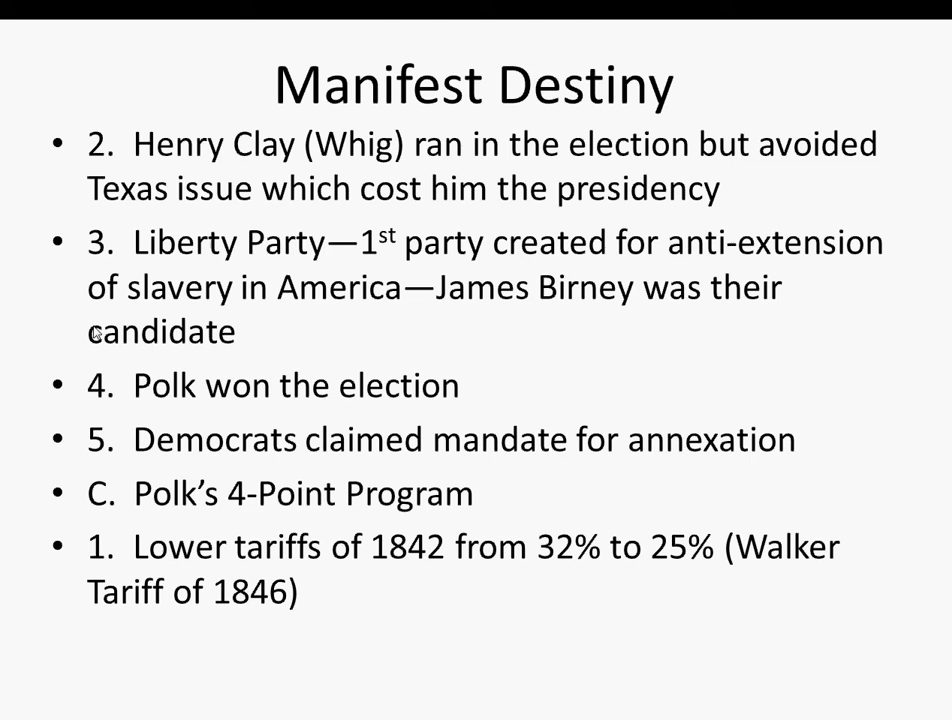 Manifest Destiny
• 2. Henry Clay (Whig) ran in the election but avoided
Texas issue which cost him the presidency
• 3. Liberty Party—1st party created for anti-extension
of slavery in America—James Birney was their
candidate
• 4. Polk won the election
• 5. Democrats claimed mandate for annexation
• C. Polk’s 4-Point Program
• 1. Lower tariffs of 1842 from 32% to 25% (Walker
Tariff of 1846)